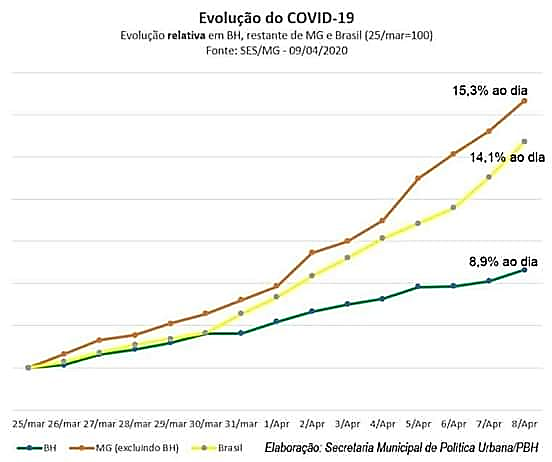 Evolução do COVID-19
Evolução relativa em BH, restante de MG e Brasil (25/mar=100)
Fonte: SES/MG - 09/04/2020
15,3% ao dia
14,1% ao dia
8,9% ao dia
25/mar 26/mar 27/mar 28/mar 29/mar 30/mar 31/mar 1/Apr 2/Apr 3/Apr 4/Apr 5/Apr 6/Apr 7/Apr 8/Apr
BH MG (excluindo BH) Brasil Elaboração: Secretaria Municipal de Política Urbana/PBH